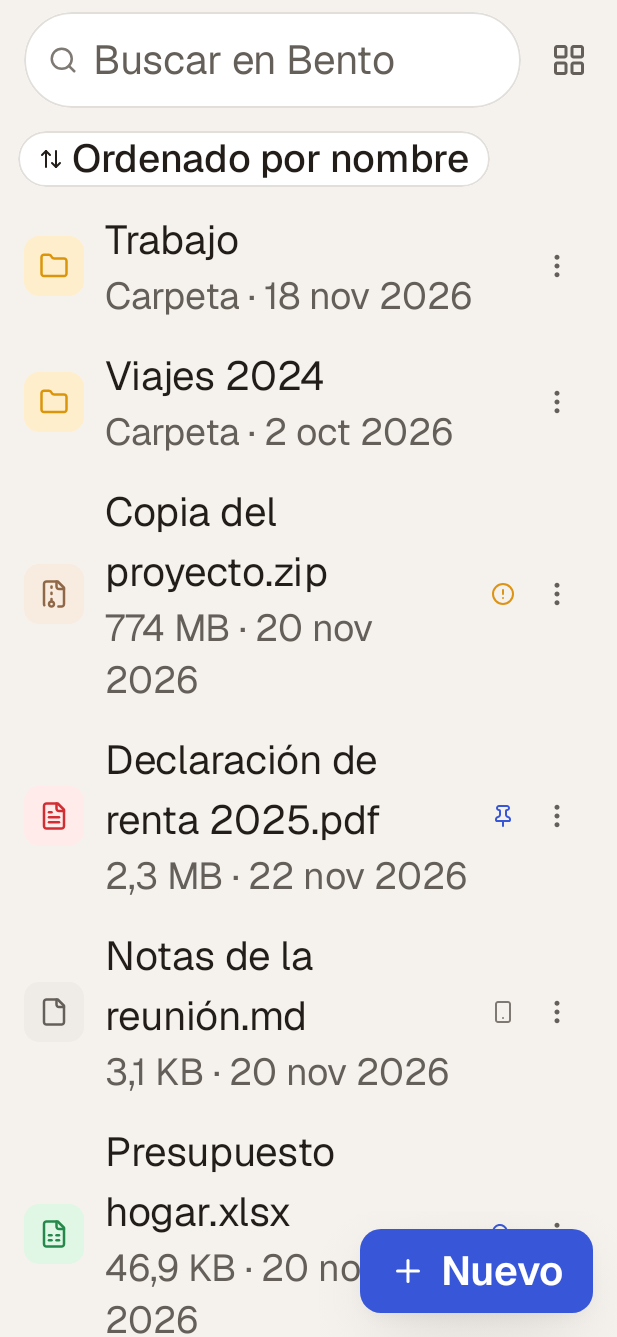 Buscar en Bento
Ordenado por nombre
Trabajo
Carpeta · 18 nov 2026
Viajes 2024
Carpeta · 2 oct 2026
Copia del
proyecto.zip
774 MB · 20 nov
2026
Declaración de
renta 2025.pdf
2,3 MB · 22 nov 2026
Notas de la
reunión.md
3,1 KB · 20 nov 2026
Presupuesto
hogar.xlsx
46,9 KB · 20
2026
Nuevo